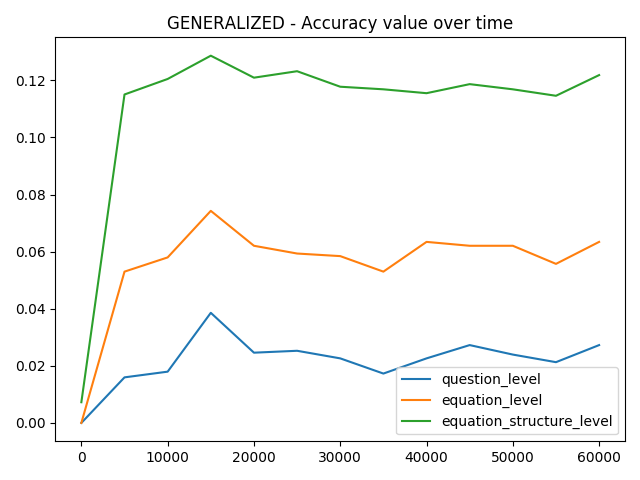 GENERALIZED - Accuracy value over time
0.12
0.10
0.08
0.06
0.04
0.02
0.00
question_level
equation_level
equation_structure_level
0 10000 20000 30000 40000 50000 60000